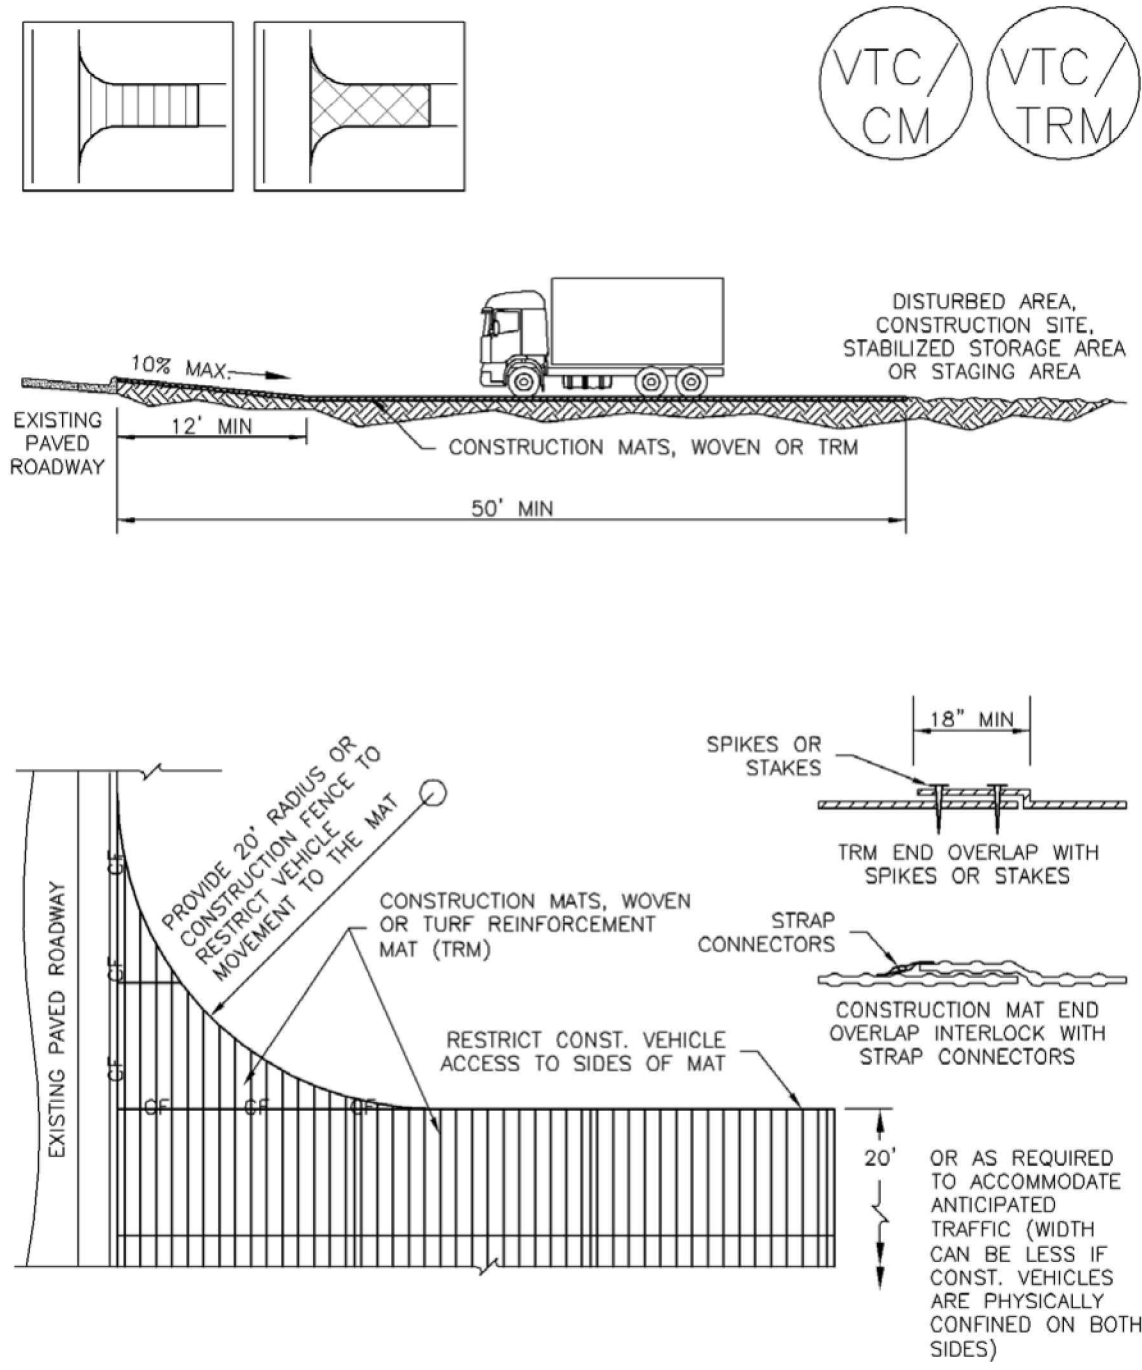 VTC/
CM
VTC/
TRM
10% MAX.
DISTURBED AREA,
CONSTRUCTION SITE,
STABILIZED STORAGE AREA
OR STAGING AREA
EXISTING
PAVED
ROADWAY
12' MIN
CONSTRUCTION MATS, WOVEN OR TRM
50' MIN
18" MIN
SPIKES OR
STAKES
TRM END OVERLAP WITH
SPIKES OR STAKES
PROVIDE 20' RADIUS OR
CONSTRUCTION FENCE TO
RESTRICT VEHICLE
MOVEMENT TO THE MAT
CONSTRUCTION MATS, WOVEN
OR TURF REINFORCEMENT
MAT (TRM)
STRAP
CONNECTORS
CONSTRUCTION MAT END
OVERLAP INTERLOCK WITH
STRAP CONNECTORS
RESTRICT CONST. VEHICLE
ACCESS TO SIDES OF MAT
EXISTING PAVED ROADWAY
CF
CF
CF
CF
CF
CF
20'
OR AS REQUIRED
TO ACCOMMODATE
ANTICIPATED
TRAFFIC (WIDTH
CAN BE LESS IF
CONST. VEHICLES
ARE PHYSICALLY
CONFINED ON BOTH
SIDES)